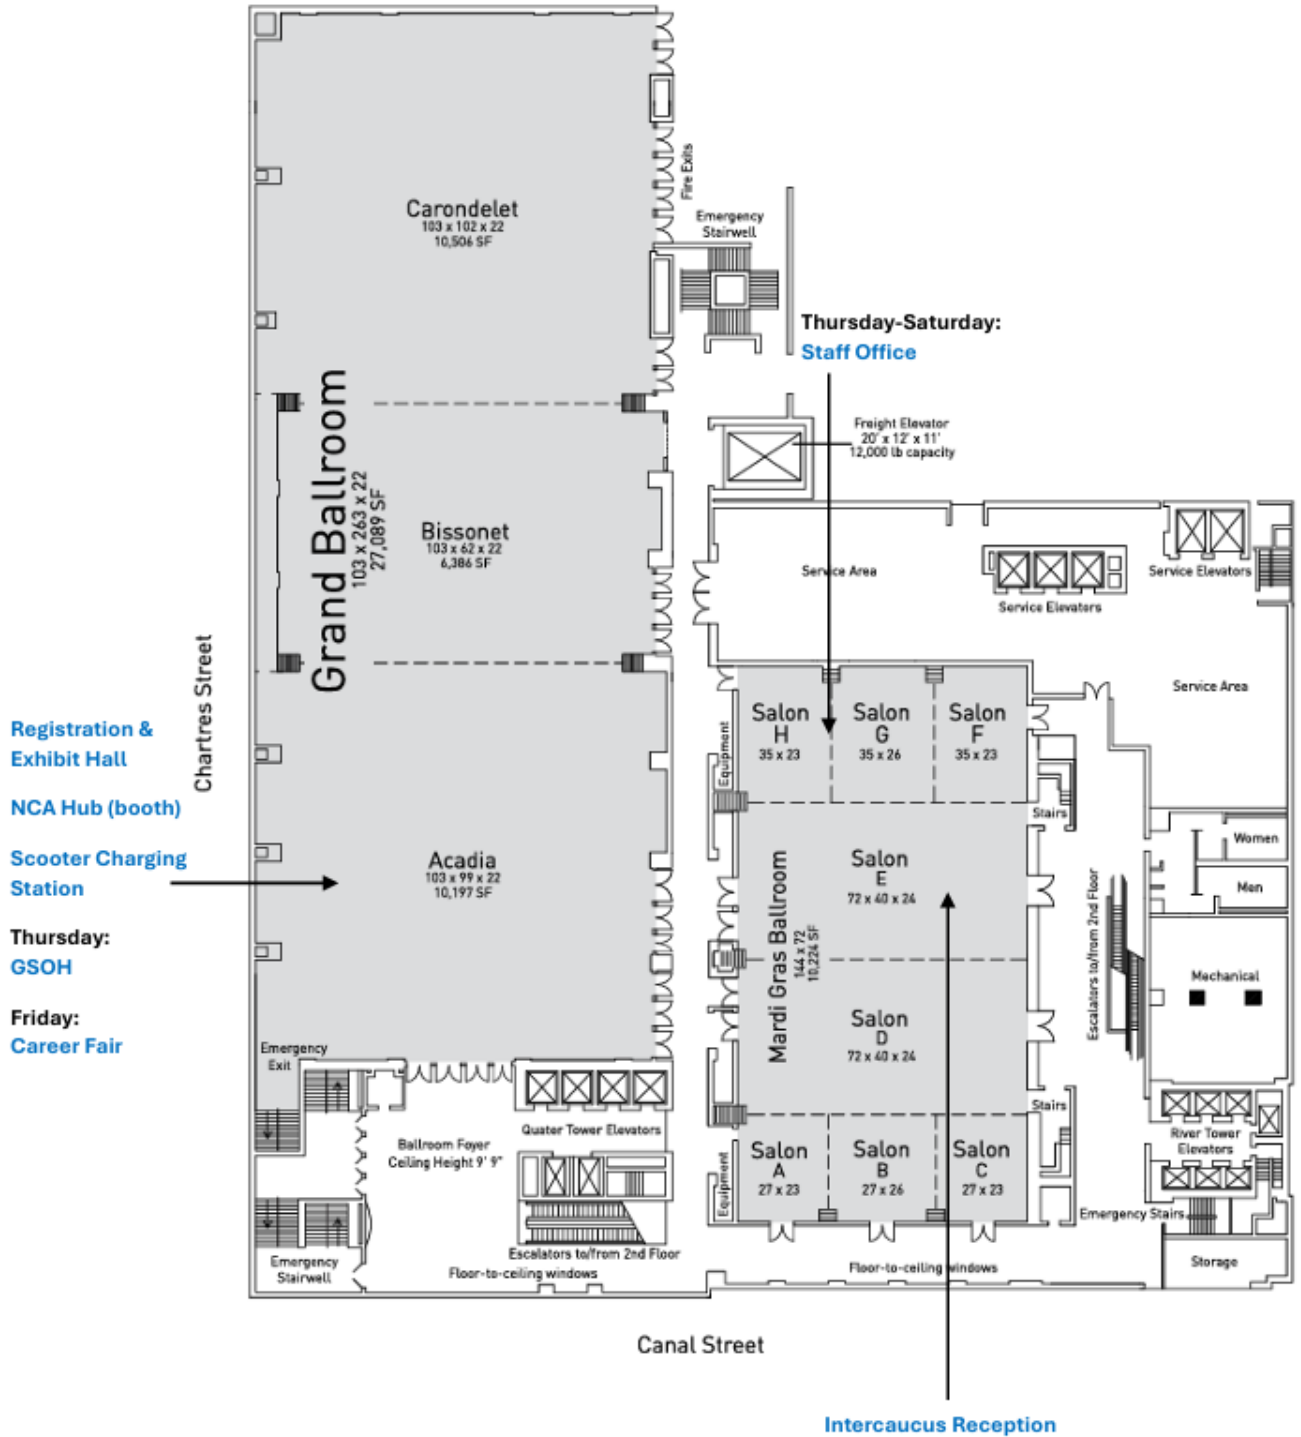 Carondelet
103 x 102 x 22
10,506 SF
Fire Exits
Emergency
Stairwell
Thursday-Saturday:
Staff Office
Freight Elevator
20' x 12' x 11'
12,000 lb capacity
Grand Ballroom
103 x 263 x 22
27,089 SF
Bissonet
103 x 62 x 22
6,386 SF
Service Area
Service Elevators
Service Elevators
Service Area
Chartres Street
Registration &
Exhibit Hall
NCA Hub (booth)
Scooter Charging
Station
Thursday:
GSOH
Friday:
Career Fair
Acadia
103 x 99 x 22
10,197 SF
Equipment
Salon
H
35 x 23
Salon
G
35 x 26
Salon
F
35 x 23
Stairs
Salon
E
72 x 40 x 24
Mardi Gras Ballroom
144 x 72
10,224 SF
Salon
D
72 x 40 x 24
Escalators to/from 2nd Floor
Women
Men
Mechanical
Emergency
Exit
Quater Tower Elevators
Ballroom Foyer
Ceiling Height 9' 9"
Stairs
River Tower
Elevators
Equipment
Salon
A
27 x 23
Salon
B
27 x 26
Salon
C
27 x 23
Emergency Stairs
Storage
Emergency
Stairwell
Escalators to/from 2nd Floor
Floor-to-ceiling windows
Floor-to-ceiling windows
Canal Street
Intercaucus Reception